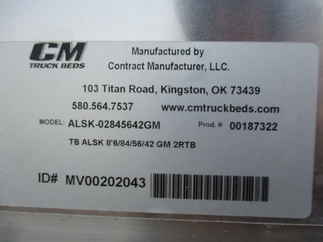 CM
TRUCK BEDS
Manufactured by
Contract Manufacturer, LLC.
103 Titan Road, Kingston, OK 73439
580.564.7537 www.cmtruckbeds.com
MODEL: ALSK-02845642GM Prod. # 00187322
TB ALSK 8'6/84/56/42 GM 2RTB
ID# MV00202043